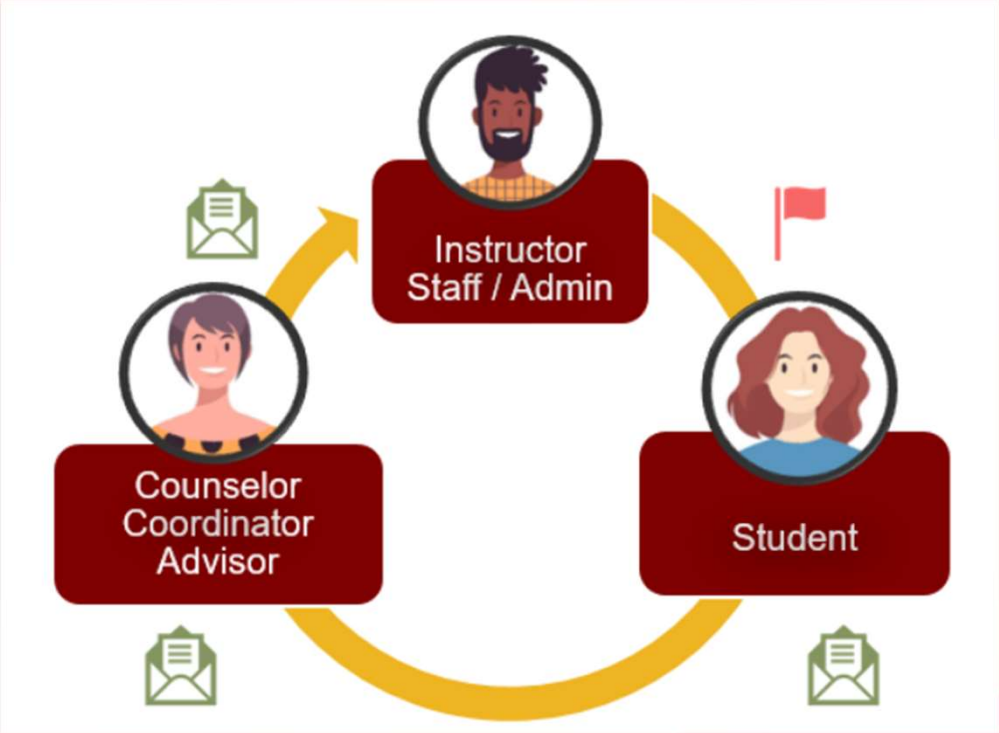 Instructor
Staff / Admin
Counselor
Coordinator
Advisor
Student